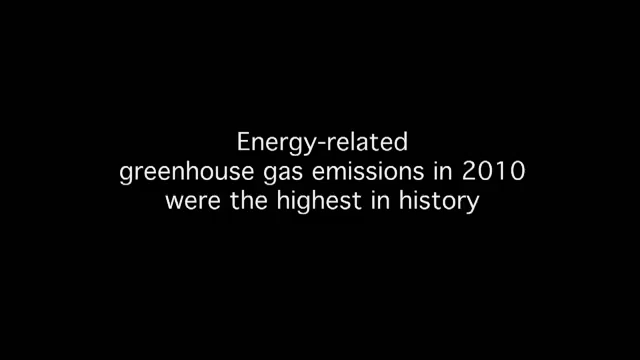 Energy-related
greenhouse gas emissions in 2010
were the highest in history